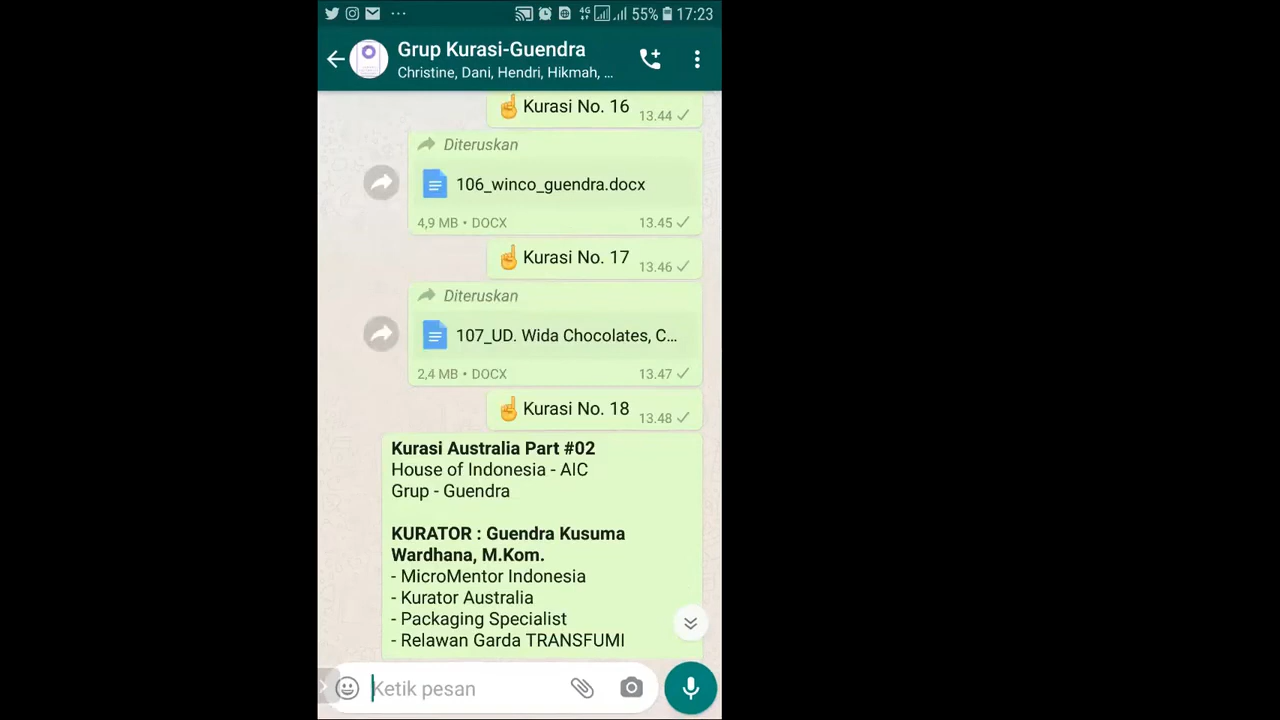 55% 17:23
Grup Kurasi-Guendra
Christine, Dani, Hendri, Hikmah, ...
☝Kurasi No. 16 13.44
Diteruskan
106_winco_guendra.docx
4,9 MB • DOCX 13.45
☝Kurasi No. 17 13.46
Diteruskan
107_UD. Wida Chocolates, C...
2,4 MB • DOCX 13.47
☝Kurasi No. 18 13.48
Kurasi Australia Part #02
House of Indonesia - AIC
Grup - Guendra
KURATOR : Guendra Kusuma
Wardhana, M.Kom.
- MicroMentor Indonesia
- Kurator Australia
- Packaging Specialist
- Relawan Garda TRANSFUMI
Ketik pesan